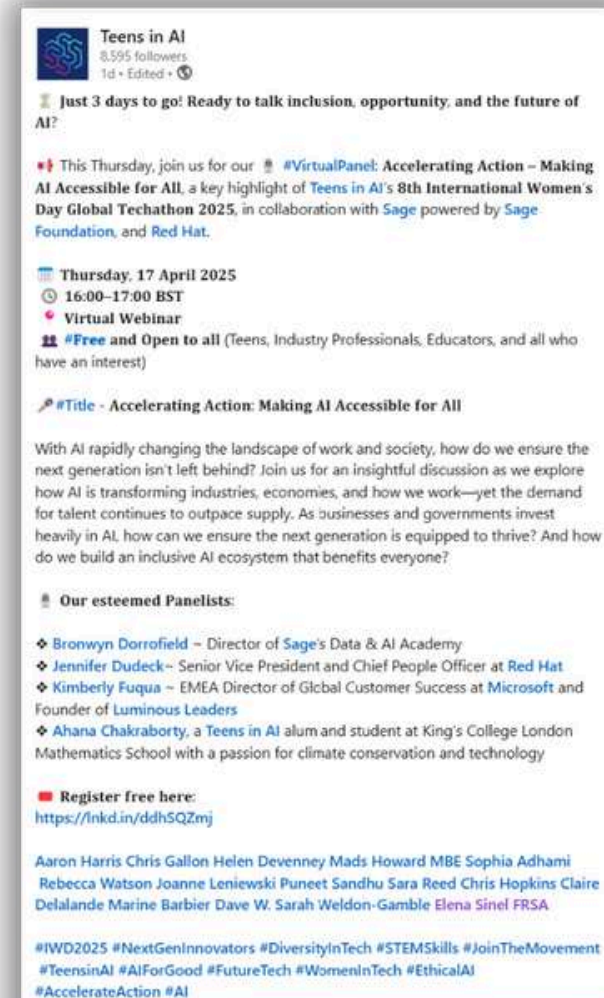 Teens in AI
8,595 followers
1d • Edited •
⏳ Just 3 days to go! Ready to talk inclusion, opportunity, and the future of
AI?
📢 This Thursday, join us for our 🎙 #VirtualPanel: Accelerating Action – Making
AI Accessible for All, a key highlight of Teens in AI's 8th International Women's
Day Global Techathon 2025, in collaboration with Sage powered by Sage
Foundation, and Red Hat.
📅 Thursday, 17 April 2025
🕓 16:00–17:00 BST
📍 Virtual Webinar
👥 #Free and Open to all (Teens, Industry Professionals, Educators, and all who
have an interest)
🎤 #Title - Accelerating Action: Making AI Accessible for All
With AI rapidly changing the landscape of work and society, how do we ensure the
next generation isn't left behind? Join us for an insightful discussion as we explore
how AI is transforming industries, economies, and how we work—yet the demand
for talent continues to outpace supply. As businesses and governments invest
heavily in AI, how can we ensure the next generation is equipped to thrive? And how
do we build an inclusive AI ecosystem that benefits everyone?
🎙 Our esteemed Panelists:
❖ Bronwyn Dorrofield ~ Director of Sage's Data & AI Academy
❖ Jennifer Dudeck~ Senior Vice President and Chief People Officer at Red Hat
❖ Kimberly Fuqua ~ EMEA Director of Global Customer Success at Microsoft and
Founder of Luminous Leaders
❖ Ahana Chakraborty, a Teens in AI alum and student at King's College London
Mathematics School with a passion for climate conservation and technology
🎟 Register free here:
https://lnkd.in/ddhSQZmj
Aaron Harris Chris Gallon Helen Devenney Mads Howard MBE Sophia Adhami
Rebecca Watson Joanne Leniewski Puneet Sandhu Sara Reed Chris Hopkins Claire
Delalande Marine Barbier Dave W. Sarah Weldon-Gamble Elena Sinel FRSA
#IWD2025 #NextGenInnovators #DiversityInTech #STEMSkills #JoinTheMovement
#TeensinAI #AIForGood #FutureTech #WomenInTech #EthicalAI
#AccelerateAction #AI